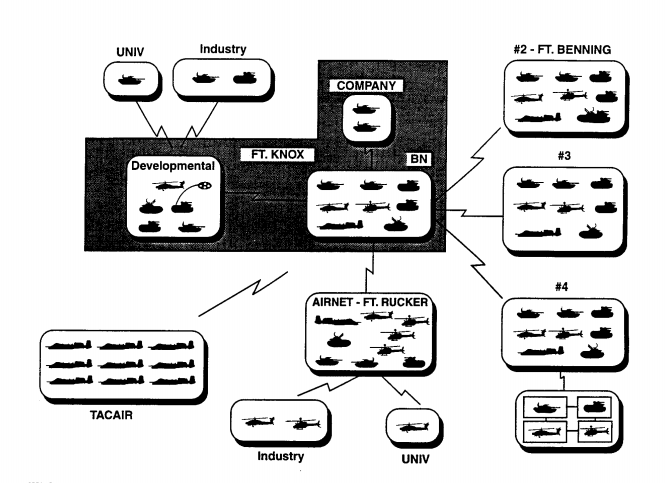 UNIV
Industry
#2 - FT. BENNING
COMPANY
FT. KNOX
BN
Developmental
#3
AIRNET - FT. RUCKER
#4
TACAIR
Industry
UNIV